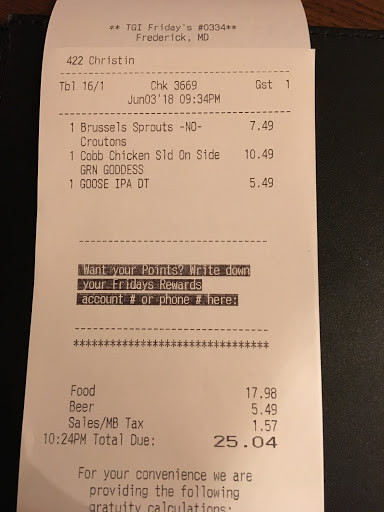 ** TGI Friday's #0334**
Frederick, MD
422 Christin
Tbl 16/1 Chk 3669 Gst 1
Jun03'18 09:34PM
1 Brussels Sprouts -NO- 7.49
Croutons
1 Cobb Chicken Sld On Side 10.49
GRN GODDESS
1 GOOSE IPA DT 5.49
Want your Points? Write down
your Fridays Rewards
account # or phone # here:
*******************************
Food 17.98
Beer 5.49
Sales/MB Tax 1.57
10:24PM Total Due: 25.04
For your convenience we are
providing the following
gratuity calculations: